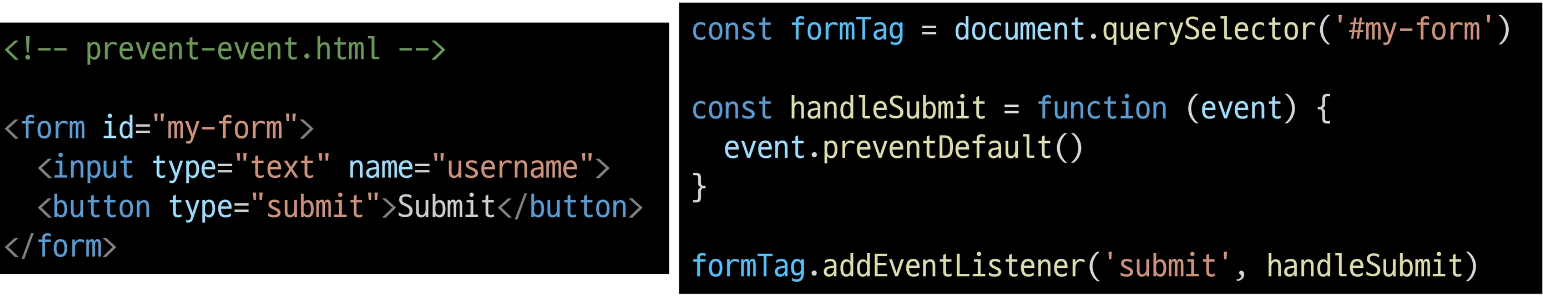 <!-- prevent-event.html -->
<form id="my-form">
<input type="text" name="username">
<button type="submit">Submit</button>
</form>
const formTag = document.querySelector('#my-form')
const handleSubmit = function (event) {
event.preventDefault()
}
formTag.addEventListener('submit', handleSubmit)